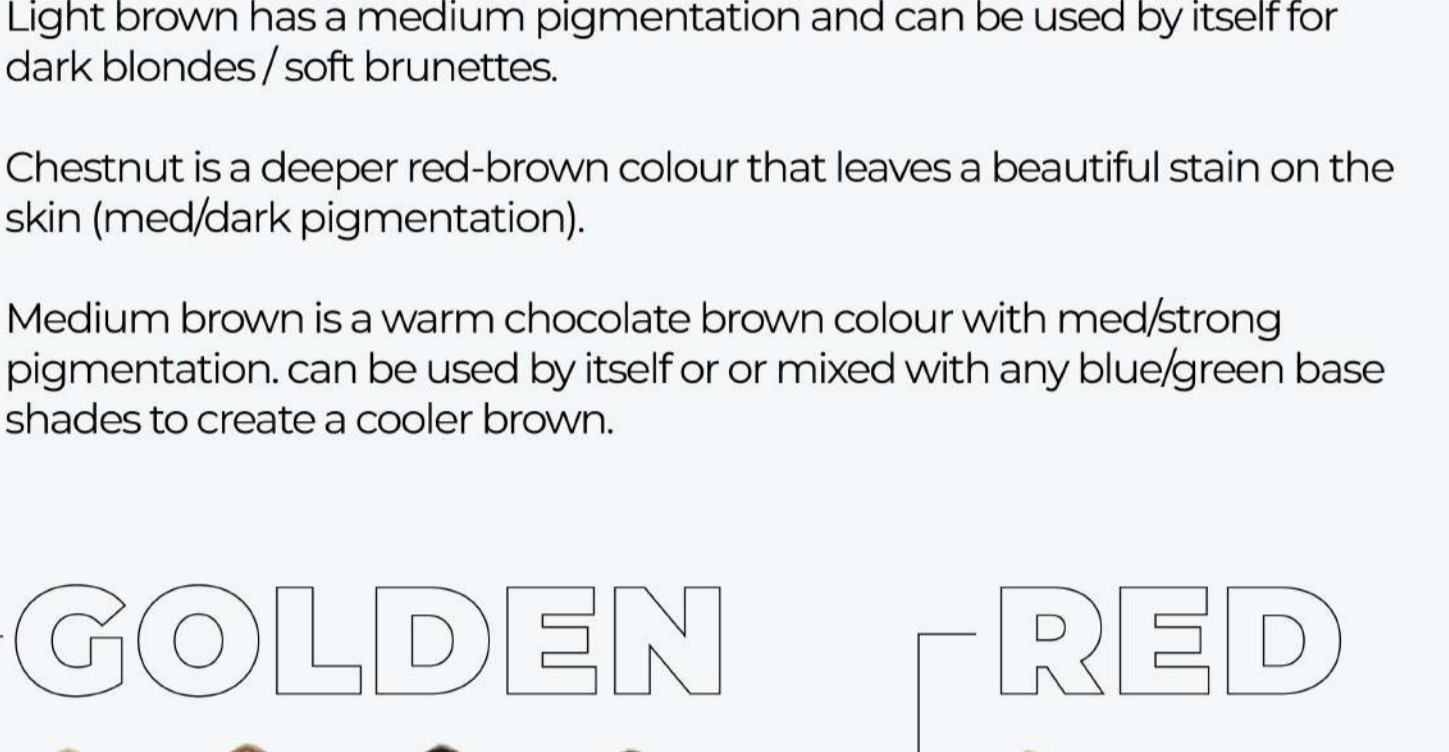 Light brown has a medium pigmentation and can be used by itself for
dark blondes / soft brunettes.
Chestnut is a deeper red-brown colour that leaves a beautiful stain on the
skin (med/dark pigmentation).
Medium brown is a warm chocolate brown colour with med/strong
pigmentation. can be used by itself or or mixed with any blue/green base
shades to create a cooler brown.
GOLDEN RED